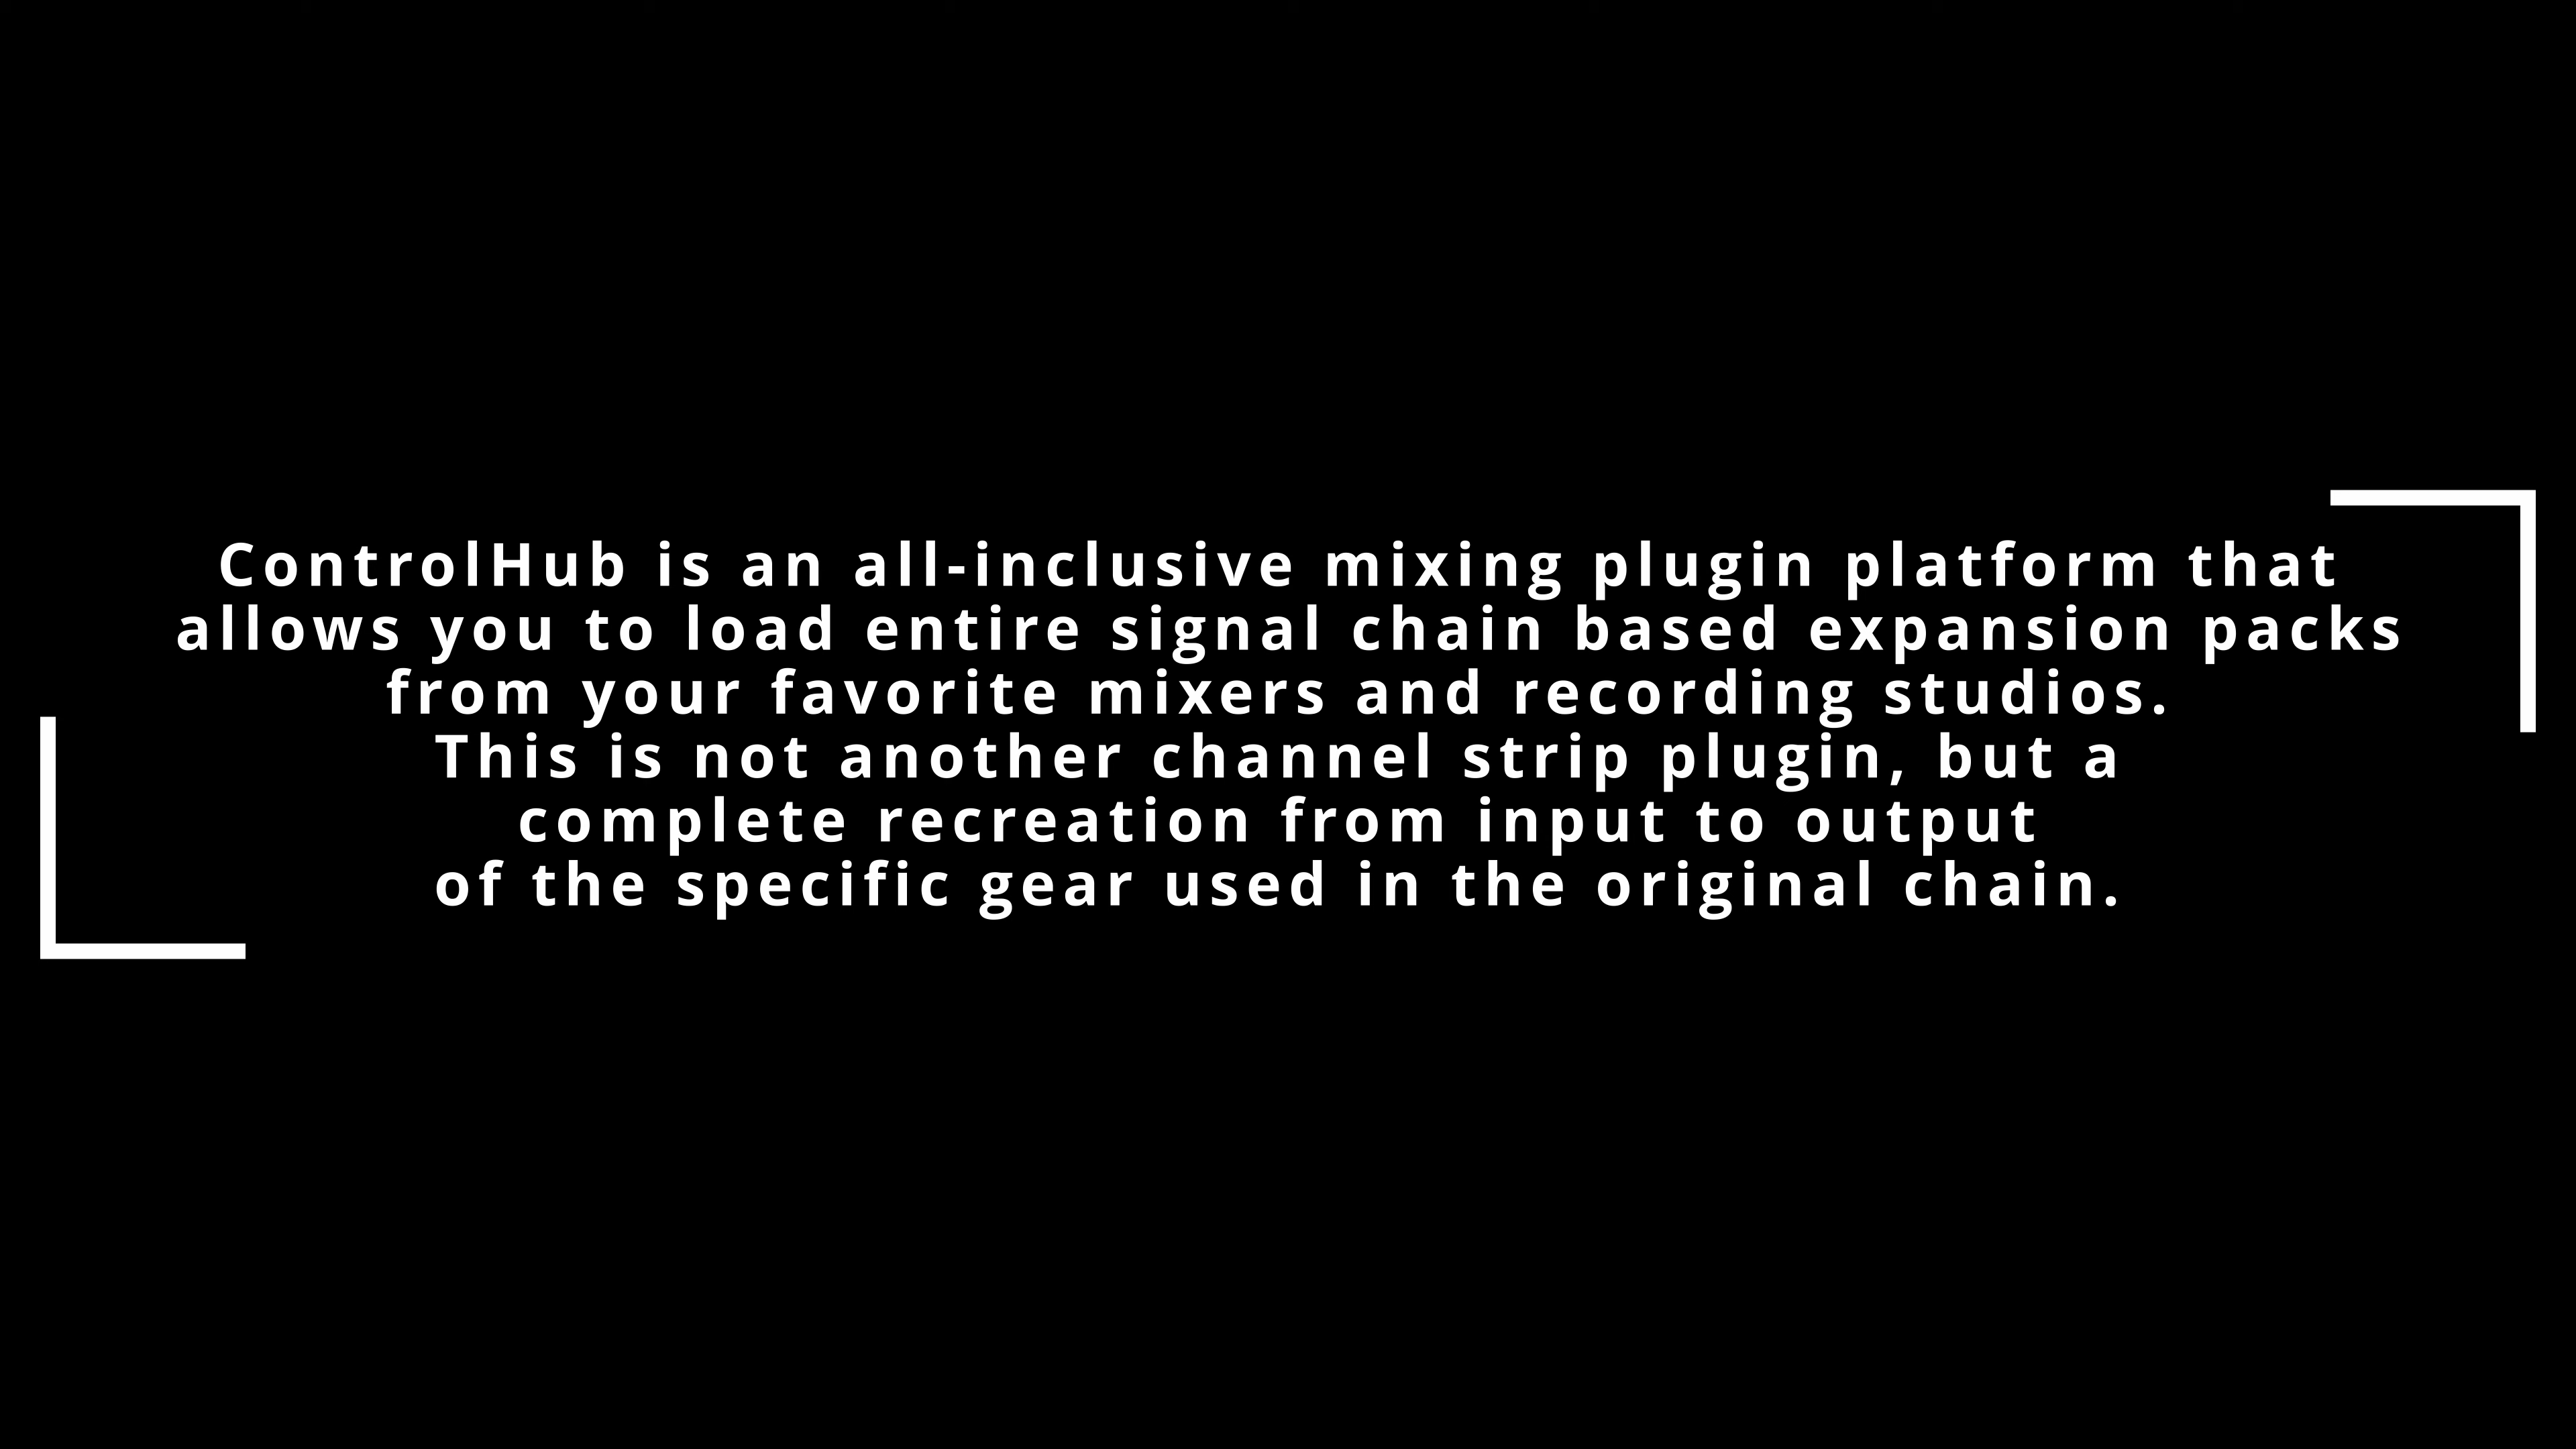 ControlHub is an all-inclusive mixing plugin platform that
allows you to load entire signal chain based expansion packs
from your favorite mixers and recording studios.
This is not another channel strip plugin, but a
complete recreation from input to output
of the specific gear used in the original chain.